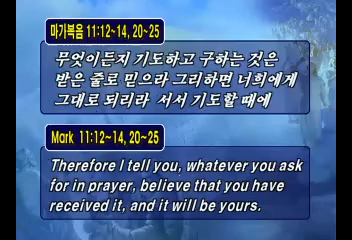 마가복음 11:12~14, 20~25
무엇이든지 기도하고 구하는 것은
받은 줄로 믿으라 그리하면 너희에게
그대로 되리라 서서 기도할 때에
Mark 11:12~14, 20~25
Therefore I tell you, whatever you ask
for in prayer, believe that you have
received it, and it will be yours.